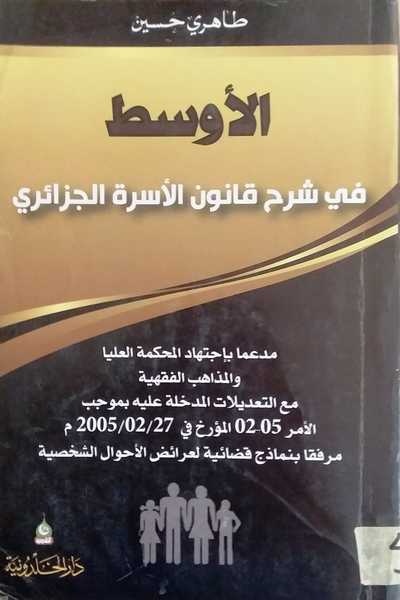 طاهري حسين
الأوسط
في شرح قانون الأسرة الجزائري
مدعما بإجتهاد المحكمة العليا
والمذاهب الفقهية
مع التعديلات المدخلة عليه بموجب
الأمر 05-02 المؤرخ في 2005/02/27 م
مرفقا بنماذج قضائية لعرائض الأحوال الشخصية
دار الخلدونية